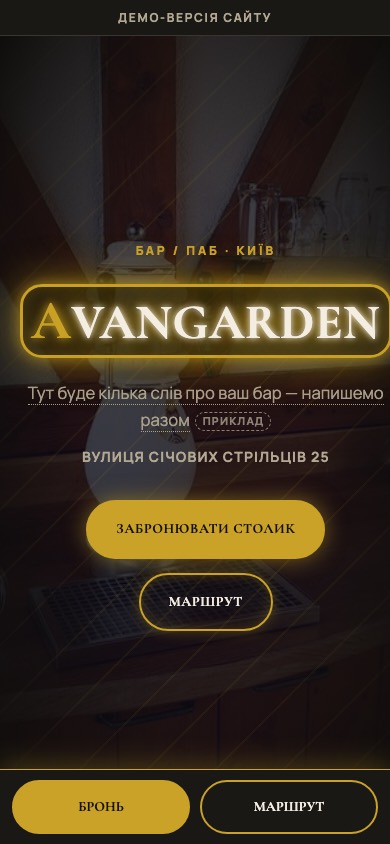 ДЕМО-ВЕРСІЯ САЙТУ
БАР / ПАБ · КИЇВ
AVANGARDEN
Тут буде кілька слів про ваш бар — напишемо
разом ПРИКЛАД
ВУЛИЦЯ СІЧОВИХ СТРІЛЬЦІВ 25
ЗАБРОНЮВАТИ СТОЛИК
МАРШРУТ
БРОНЬ МАРШРУТ